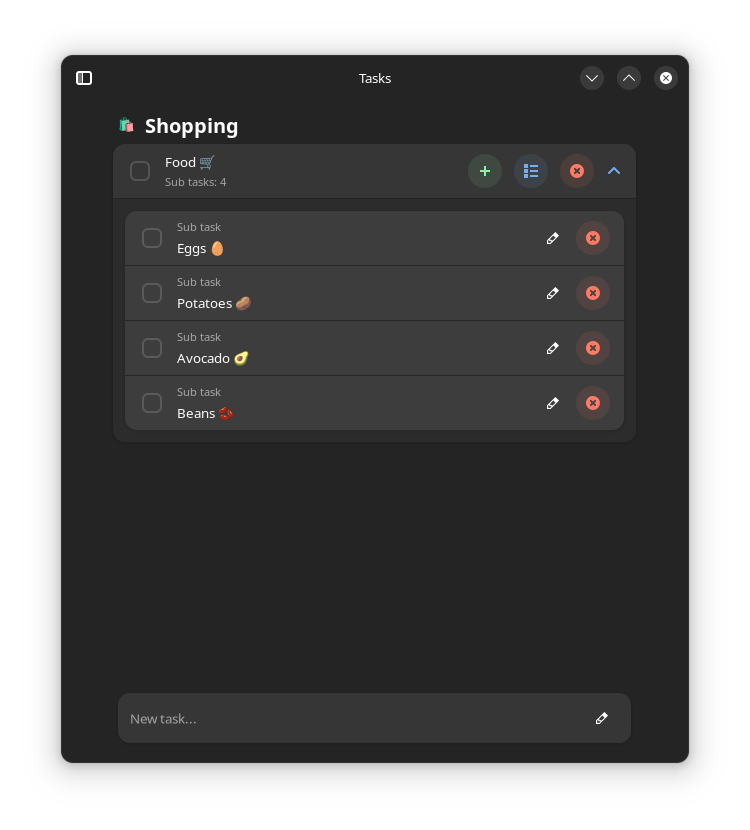 Tasks
🛍️ Shopping
Food 🛒
Sub tasks: 4
Sub task
Eggs 🥚
Sub task
Potatoes 🥔
Sub task
Avocado 🥑
Sub task
Beans 🫘
New task...